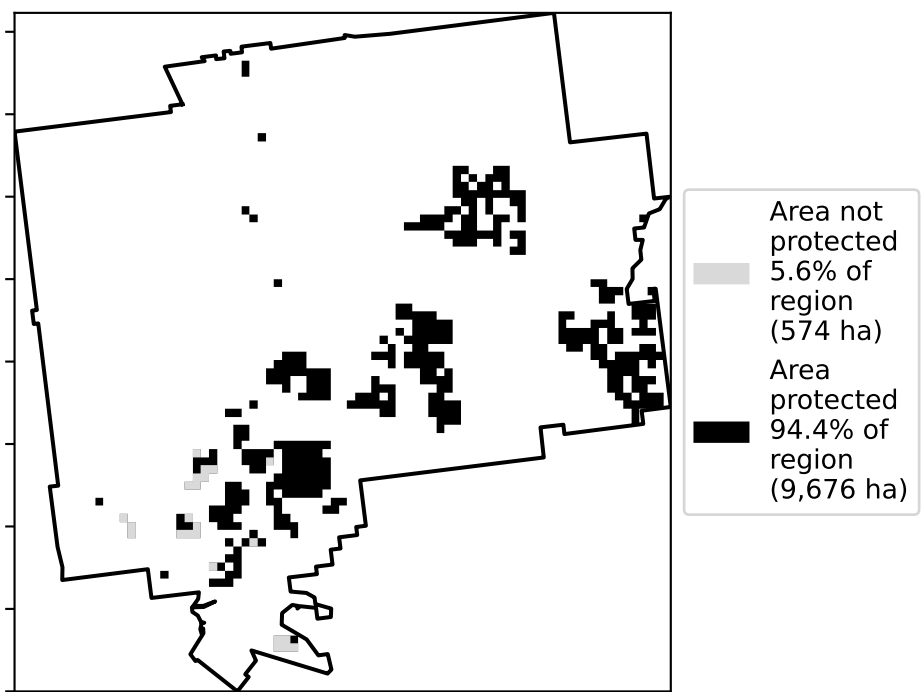 Area not
protected
5.6% of
region
(574 ha)
Area
protected
94.4% of
region
(9,676 ha)